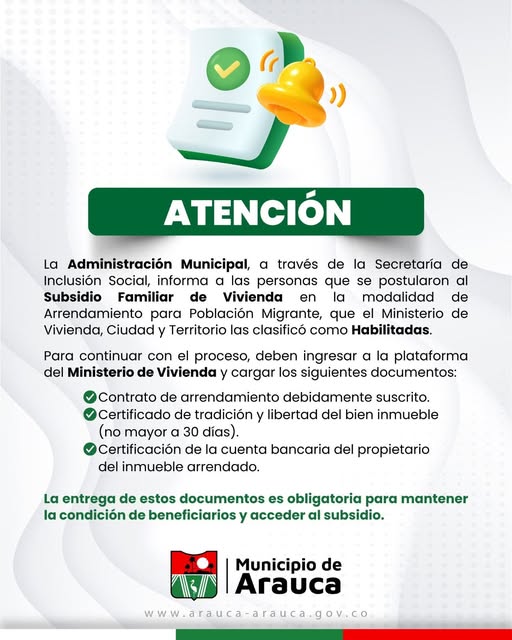 ATENCIÓN
La Administración Municipal, a través de la Secretaría de
Inclusión Social, informa a las personas que se postularon al
Subsidio Familiar de Vivienda en la modalidad de
Arrendamiento para Población Migrante, que el Ministerio de
Vivienda, Ciudad y Territorio las clasificó como Habilitadas.
Para continuar con el proceso, deben ingresar a la plataforma
del Ministerio de Vivienda y cargar los siguientes documentos:
Contrato de arrendamiento debidamente suscrito.
Certificado de tradición y libertad del bien inmueble
(no mayor a 30 días).
Certificación de la cuenta bancaria del propietario
del inmueble arrendado.
La entrega de estos documentos es obligatoria para mantener
la condición de beneficiarios y acceder al subsidio.
Municipio de
Arauca
www.arauca-arauca.gov.co